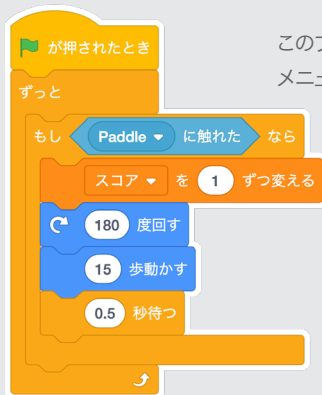 が押されたとき
このプ
メニュ
ずっと
もし Paddle に触れた なら
スコア を 1 ずつ変える
180 度回す
15 歩動かす
0.5 秒待つ